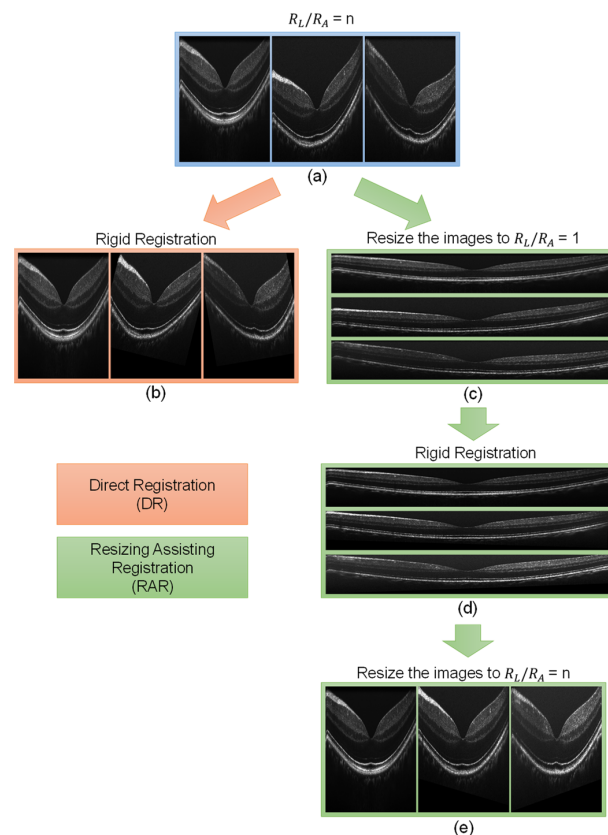 R_L/R_A = n
(a)
Rigid Registration
Resize the images to R_L/R_A = 1
(b)
(c)
Rigid Registration
Direct Registration
(DR)
Resizing Assisting
Registration
(RAR)
(d)
Resize the images to R_L/R_A = n
(e)